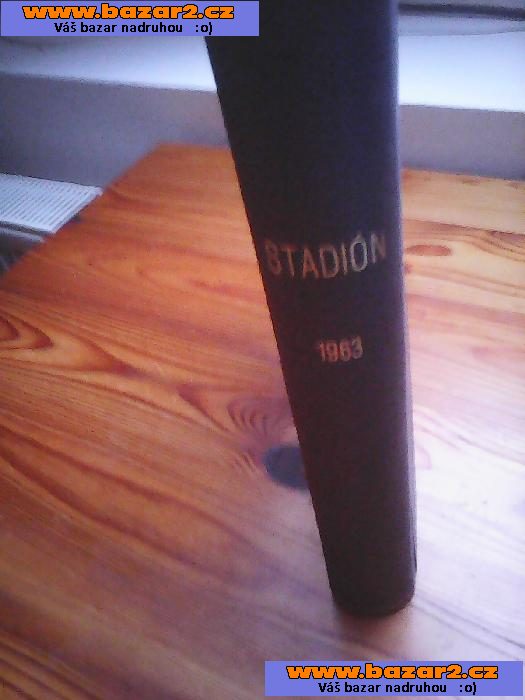 www.bazar2.cz
Váš bazar nadruhou :o)
STADIÓN
1963
www.bazar2.cz
Váš bazar nadruhou :o)